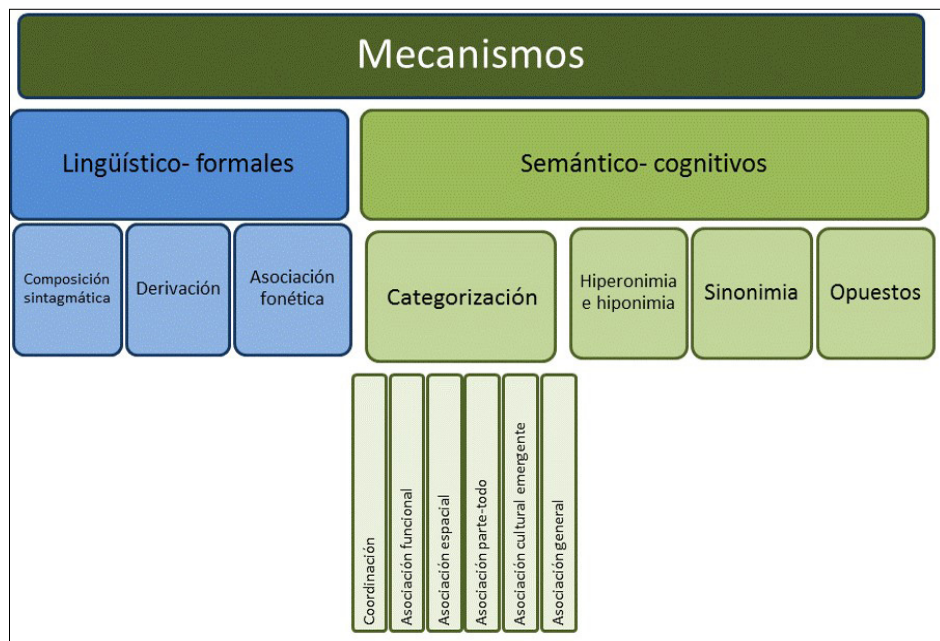 Mecanismos
Lingüístico- formales
Semántico- cognitivos
Composición
sintagmática
Derivación
Asociación
fonética
Categorización
Hiperonimia
e hiponimia
Sinonimia
Opuestos
Coordinación
Asociación funcional
Asociación espacial
Asociación parte-todo
Asociación cultural emergente
Asociación general